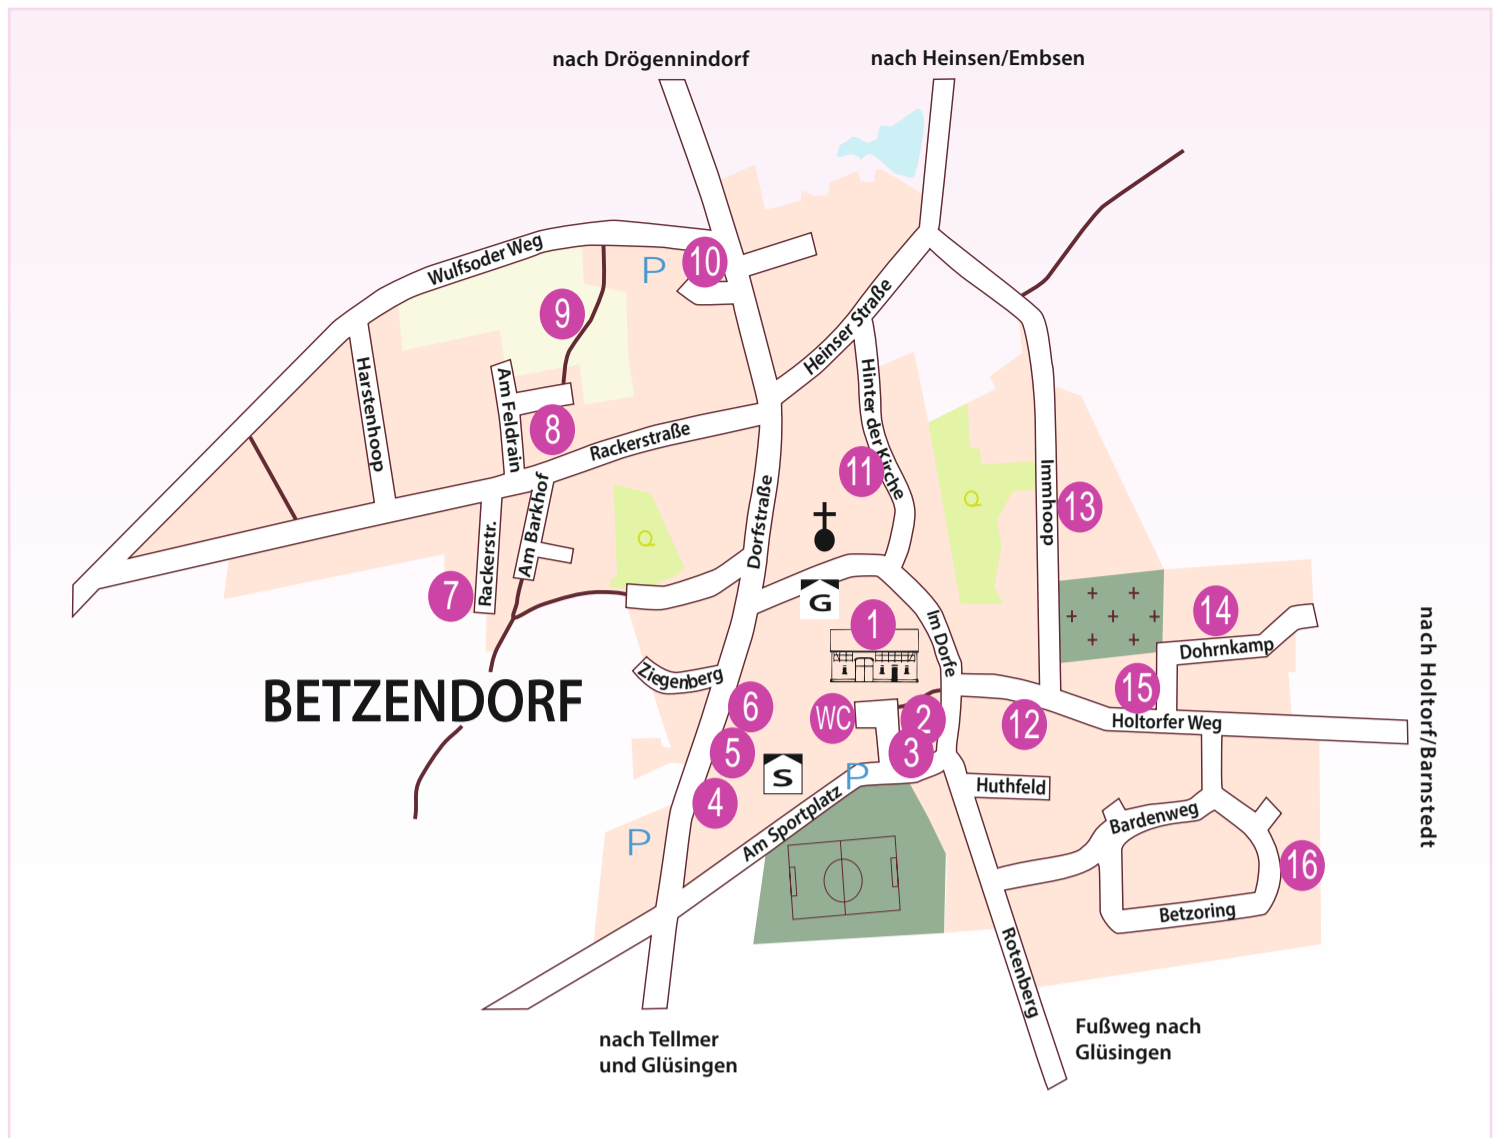 nach Drögennindorf
nach Heinsen/Embsen
Wulfsoder Weg
P
10
9
Heinser Straße
Harstenhoop
Am Feldrain
8
Rackerstraße
Hinter der Kirche
11
Q
Immhoop
13
Dorfstraße
Am Barkhof
Rackerstr.
7
Q
G
1
Im Dorfe
14
Dohrnkamp
nach Holtorf/Barnstedt
BETZENDORF
Ziegenberg
15
6
WC
2
12
Holtorfer Weg
5
3
S
P
Huthfeld
4
Am Sportplatz
Bardenweg
P
16
Betzoring
Rotenberg
nach Tellmer
und Glüsingen
Fußweg nach
Glüsingen